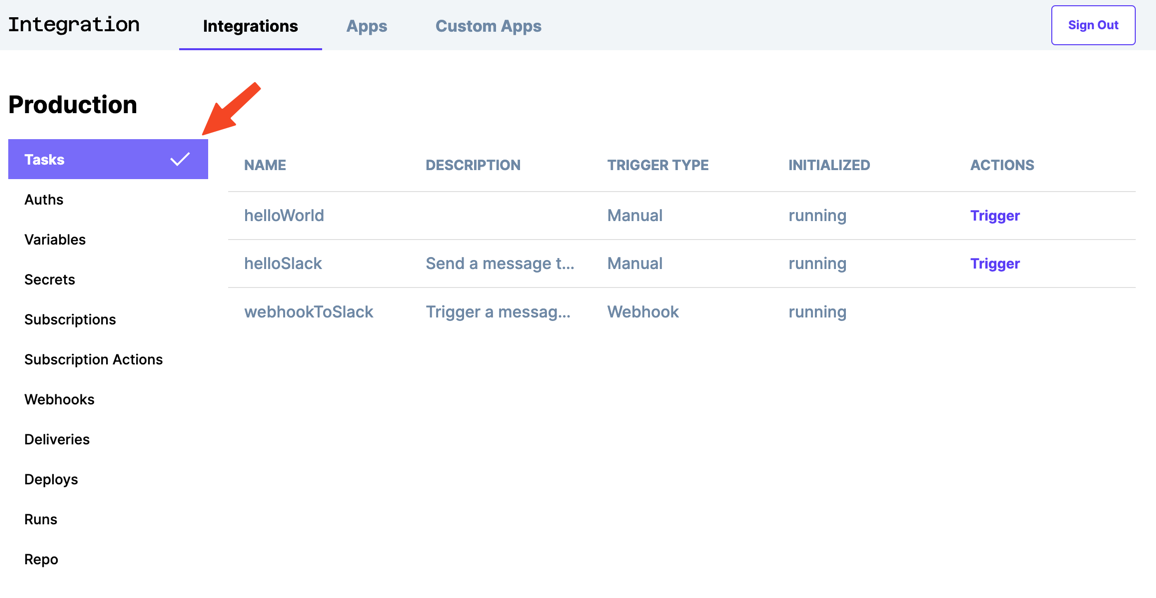 Integration Integrations Apps Custom Apps Sign Out
Production
Tasks
Auths
Variables
Secrets
Subscriptions
Subscription Actions
Webhooks
Deliveries
Deploys
Runs
Repo
NAME DESCRIPTION TRIGGER TYPE INITIALIZED ACTIONS
helloWorld Manual running Trigger
helloSlack Send a message t... Manual running Trigger
webhookToSlack Trigger a messag... Webhook running